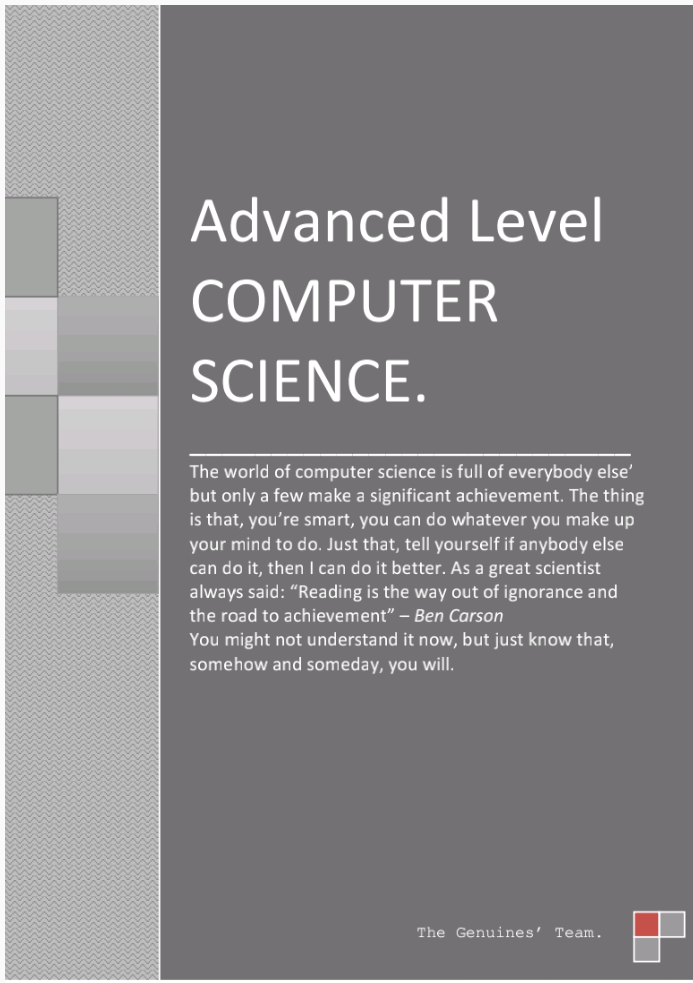 Advanced Level
COMPUTER
SCIENCE.
The world of computer science is full of everybody else’
but only a few make a significant achievement. The thing
is that, you’re smart, you can do whatever you make up
your mind to do. Just that, tell yourself if anybody else
can do it, then I can do it better. As a great scientist
always said: “Reading is the way out of ignorance and
the road to achievement” – Ben Carson
You might not understand it now, but just know that,
somehow and someday, you will.
The Genuines’ Team.